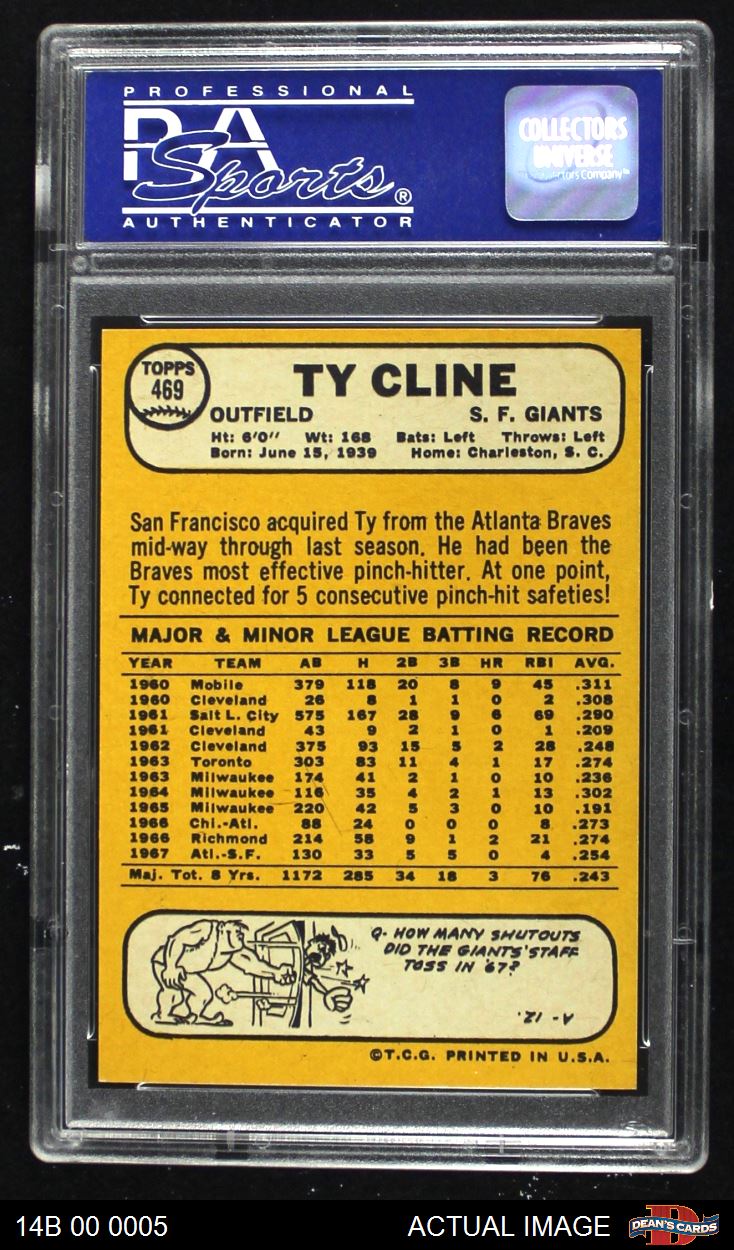 PROFESSIONAL
PSA
Sports®
AUTHENTICATOR
COLLECTORS
UNIVERSE
TOPPS
469
TY CLINE
OUTFIELD S. F. GIANTS
Ht: 6'0" Wt: 168 Bats: Left Throws: Left
Born: June 15, 1939 Home: Charleston, S. C.
San Francisco acquired Ty from the Atlanta Braves
mid-way through last season. He had been the
Braves most effective pinch-hitter. At one point,
Ty connected for 5 consecutive pinch-hit safeties!
MAJOR & MINOR LEAGUE BATTING RECORD
YEAR TEAM AB H 2B 3B HR RBI AVG.
1960 Mobile 379 118 20 8 9 45 .311
1960 Cleveland 26 8 1 1 0 2 .308
1961 Salt L. City 575 167 28 9 6 69 .290
1961 Cleveland 43 9 2 1 0 1 .209
1962 Cleveland 375 93 15 5 2 28 .248
1963 Toronto 303 83 11 4 1 17 .274
1963 Milwaukee 174 41 2 1 0 10 .236
1964 Milwaukee 116 35 4 2 1 13 .302
1965 Milwaukee 220 42 5 3 0 10 .191
1966 Chi.-Atl. 88 24 0 0 0 8 .273
1966 Richmond 214 58 9 1 2 21 .274
1967 Atl.-S.F. 130 33 5 5 0 4 .254
Maj. Tot. 8 Yrs. 1172 285 34 18 3 76 .243
Q- HOW MANY SHUTOUTS
DID THE GIANTS' STAFF
TOSS IN '67?
A-12.
©T.C.G. PRINTED IN U.S.A.
14B 00 0005 ACTUAL IMAGE DEAN'S CARDS